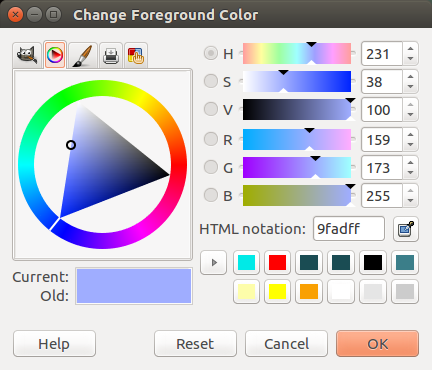 Change Foreground Color
H 231
S 38
V 100
R 159
G 173
B 255
HTML notation: 9fadff
Current:
Old:
Help Reset Cancel OK